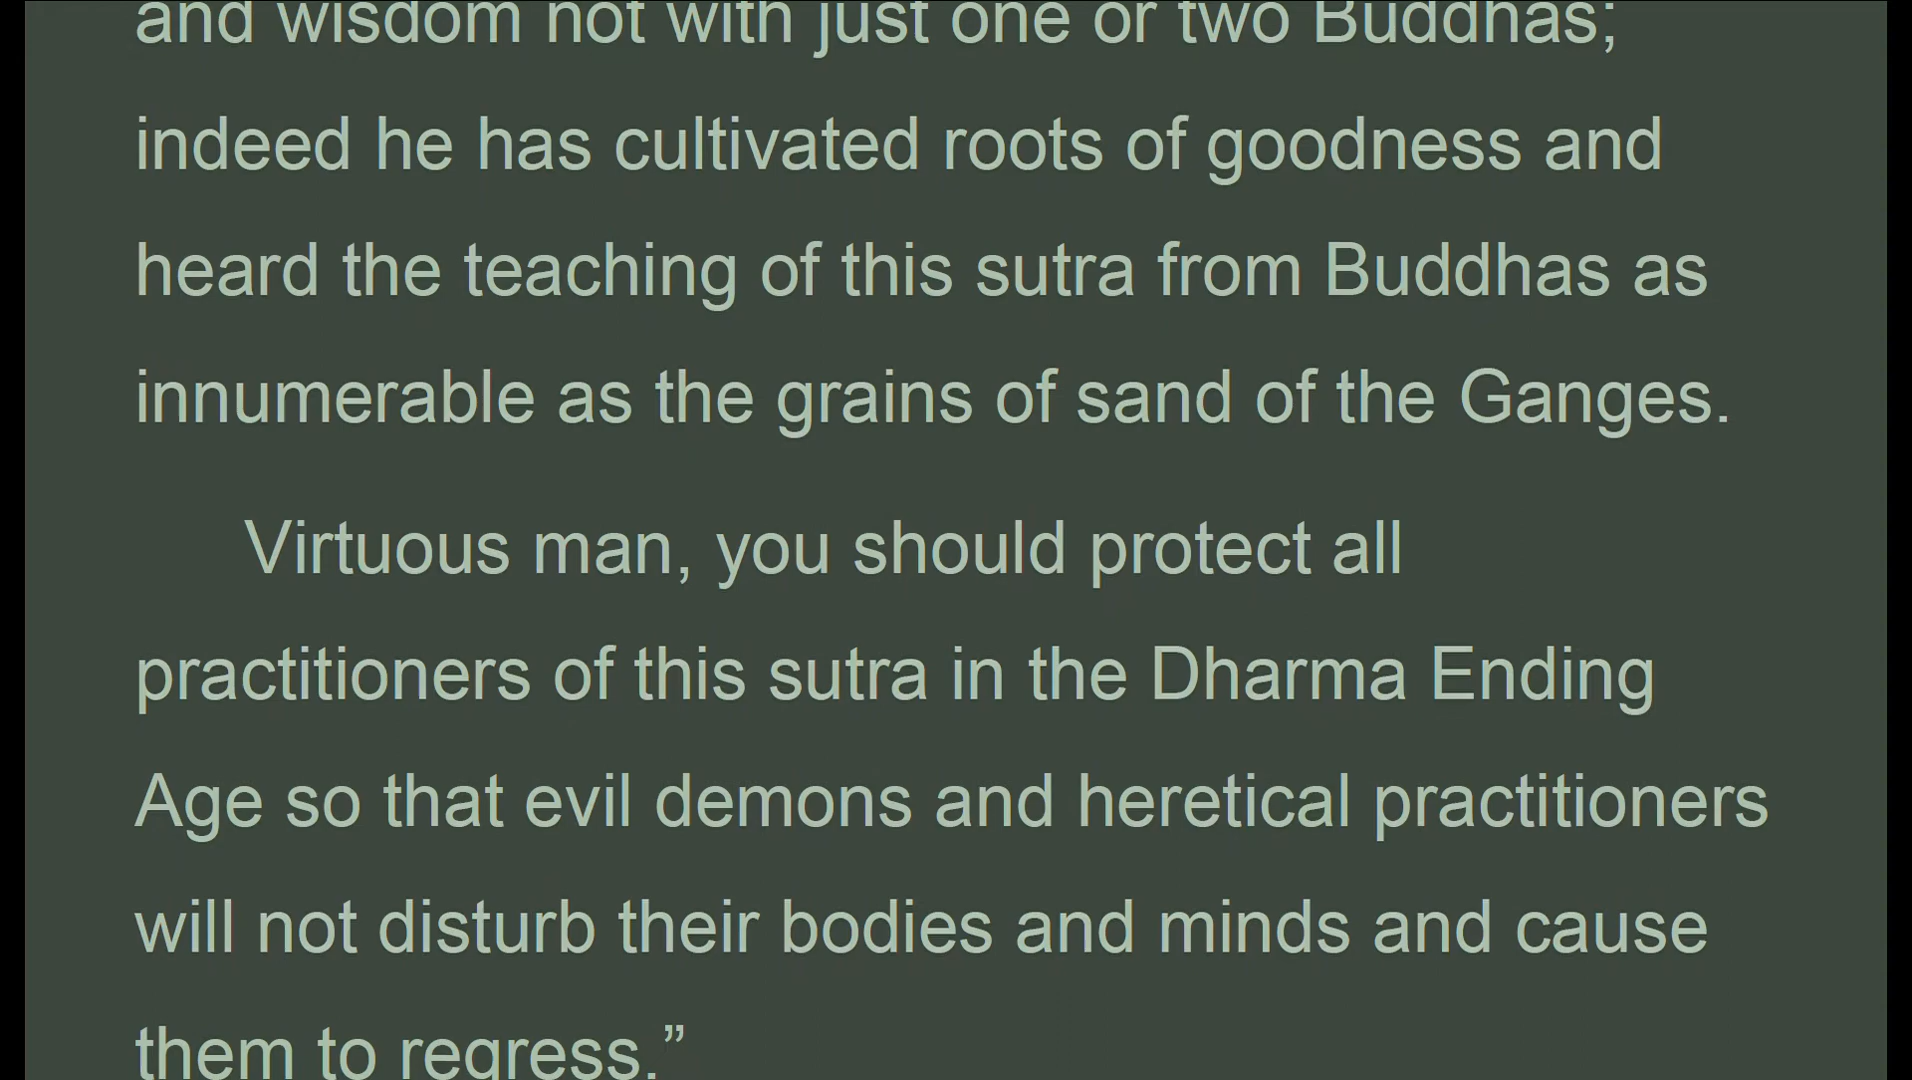 and wisdom not with just one or two Buddhas;
indeed he has cultivated roots of goodness and
heard the teaching of this sutra from Buddhas as
innumerable as the grains of sand of the Ganges.
Virtuous man, you should protect all
practitioners of this sutra in the Dharma Ending
Age so that evil demons and heretical practitioners
will not disturb their bodies and minds and cause
them to regress.”